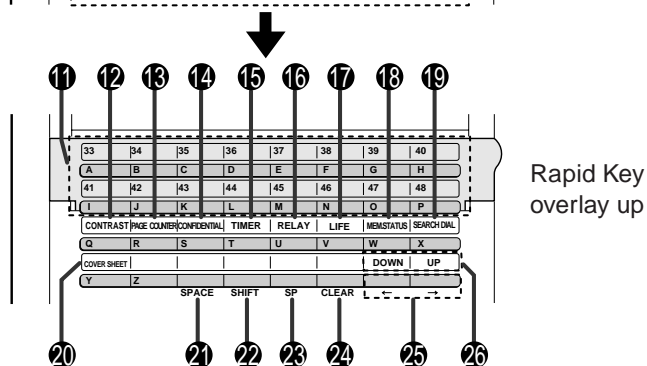 11 12 13 14 15 16 17 18 19
33 34 35 36 37 38 39 40
A B C D E F G H
41 42 43 44 45 46 47 48
I J K L M N O P
CONTRAST PAGE COUNTER CONFIDENTIAL TIMER RELAY LIFE MEM.STATUS SEARCH DIAL
Q R S T U V W X
COVER SHEET DOWN UP
Y Z ← →
SPACE SHIFT SP CLEAR
20 21 22 23 24 25 26
Rapid Key
overlay up